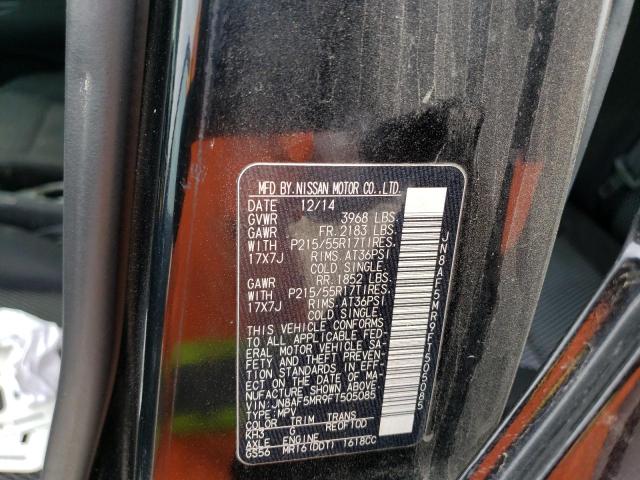 MFD BY.NISSAN MOTOR CO.,LTD.
DATE 12/14
GVWR 3968 LBS.
GAWR FR.2183 LBS.
WITH P215/55R17TIRES.
17X7J RIMS.AT36PSI
COLD SINGLE.
GAWR RR.1852 LBS.
WITH P215/55R17TIRES.
17X7J RIMS.AT36PSI
COLD SINGLE.
THIS VEHICLE CONFORMS
TO ALL APPLICABLE FED-
ERAL MOTOR VEHICLE SA-
FETY AND THEFT PREVEN-
TION STANDARDS IN EFF-
ECT ON THE DATE OF MA-
NUFACTURE SHOWN ABOVE.
VIN:JN8AF5MR9FT505085
TYPE:MPV
COLOR TRIM TRANS
KH3 G RE0F10D
AXLE ENGINE
GS56 MR16(DDT) 1618CC
JN8AF5MR9FT505085